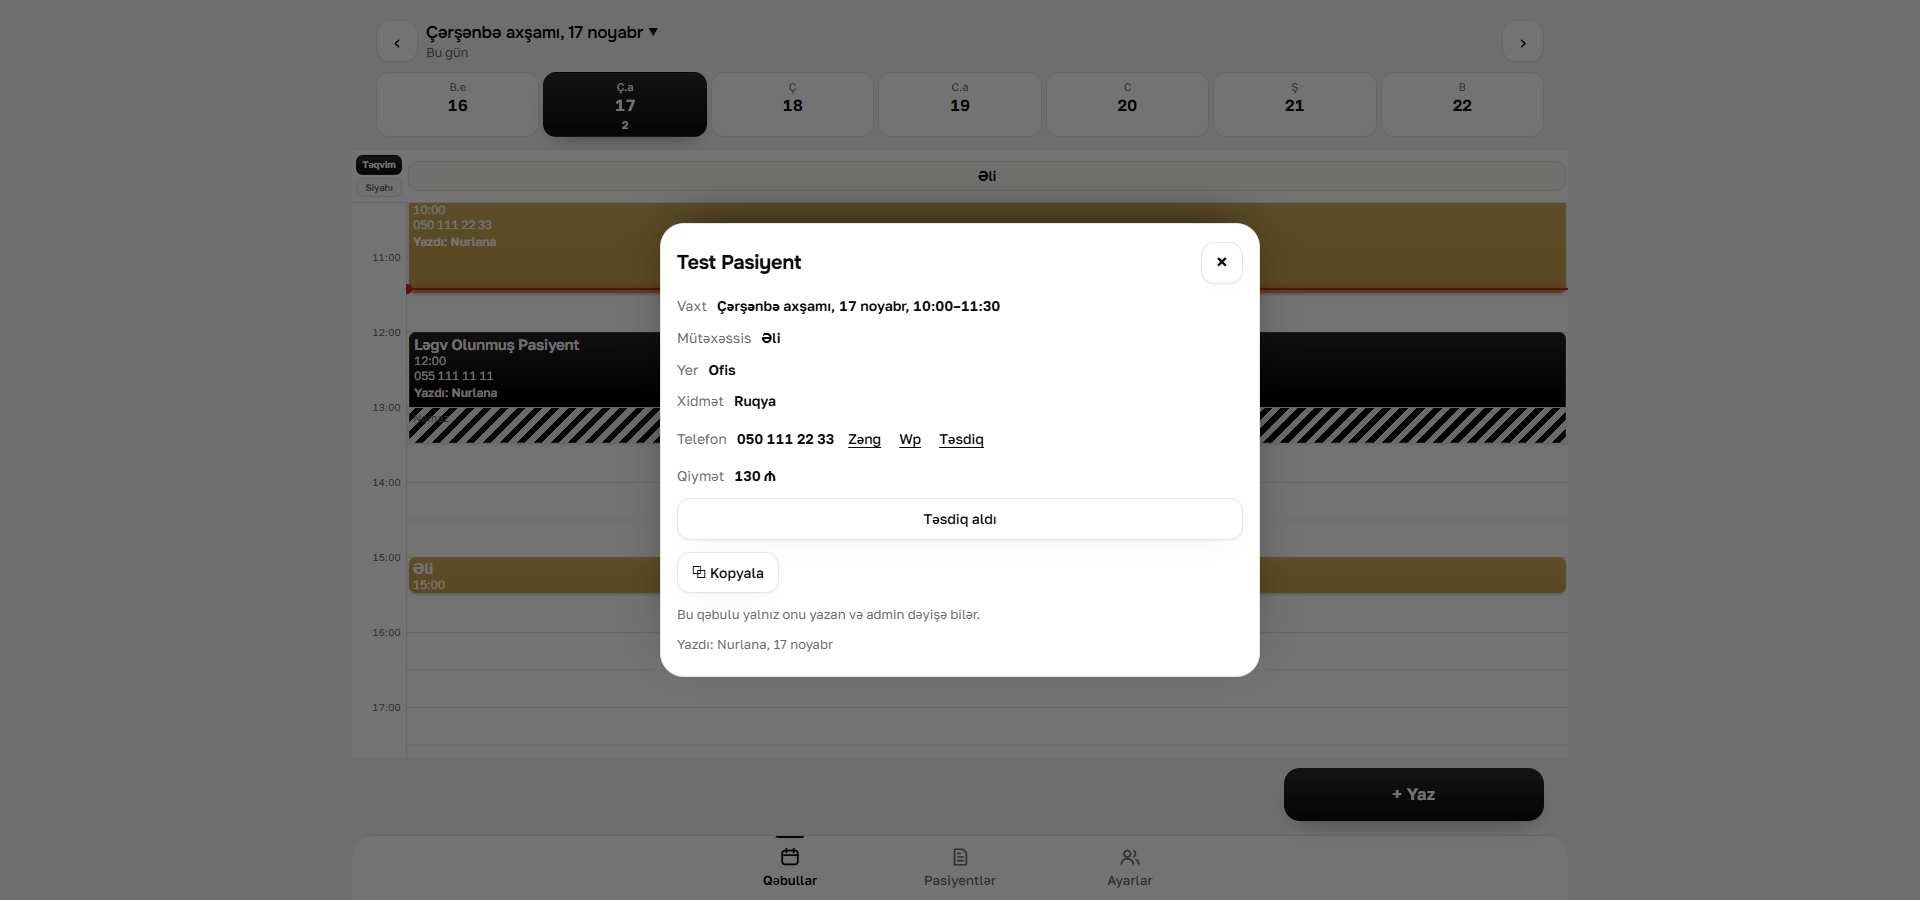 Çərşənbə axşamı, 17 noyabr ▼
Bu gün
B.e
16
Ç.a
17
2
Ç
18
C.a
19
C
20
Ş
21
B
22
Təqvim
Siyahı
Əli
10:00
050 111 22 33
Yazdı: Nurlana
11:00
12:00
Ləgv Olunmuş Pasiyent
12:00
055 111 11 11
Yazdı: Nurlana
13:00
14:00
15:00
Əli
15:00
16:00
17:00
Test Pasiyent
Vaxt Çərşənbə axşamı, 17 noyabr, 10:00–11:30
Mütəxəssis Əli
Yer Ofis
Xidmət Ruqya
Telefon 050 111 22 33 Zəng Wp Təsdiq
Qiymət 130 ₼
Təsdiq aldı
Kopyala
Bu qəbulu yalnız onu yazan və admin dəyişə bilər.
Yazdı: Nurlana, 17 noyabr
+ Yaz
Qəbullar
Pasiyentlər
Ayarlar